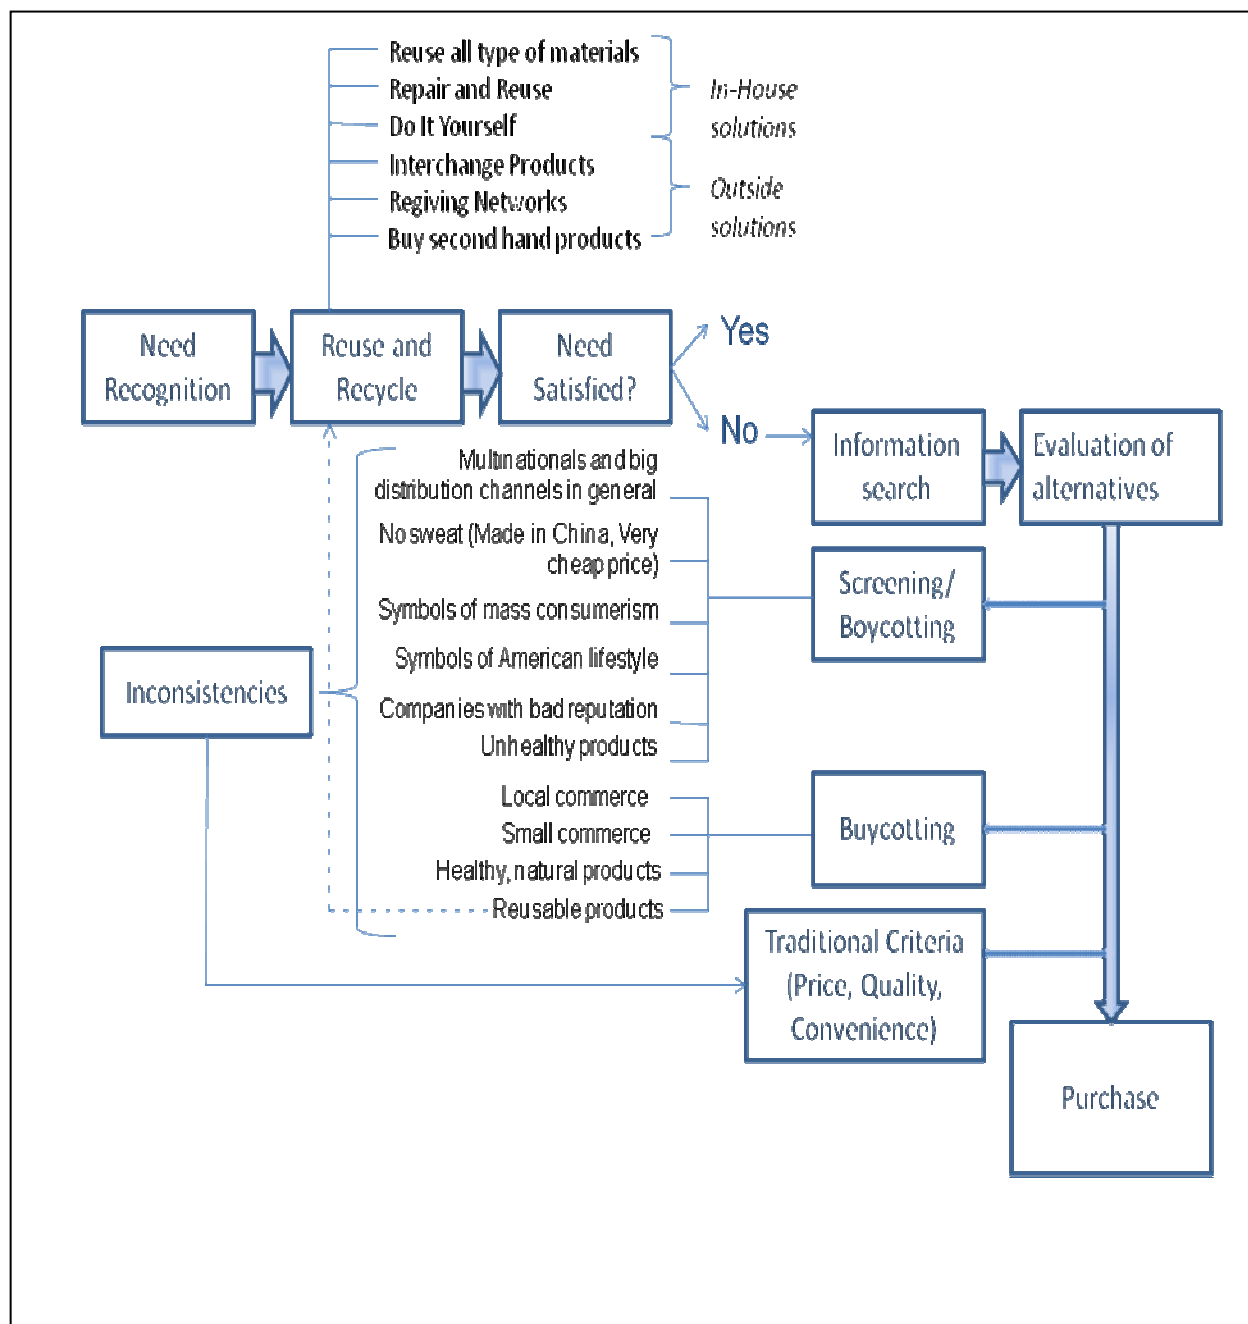 Reuse all type of materials
Repair and Reuse
Do It Yourself
Interchange Products
Regiving Networks
Buy second hand products
In-House
solutions
Outside
solutions
Need
Recognition
Reuse and
Recycle
Need
Satisfied?
Yes
No
Information
search
Evaluation of
alternatives
Multinationals and big
distribution channels in general
No sweat (Made in China, Very
cheap price)
Symbols of mass consumerism
Symbols of American lifestyle
Companies with bad reputation
Unhealthy products
Screening/
Boycotting
Inconsistencies
Local commerce
Small commerce
Healthy, natural products
Reusable products
Buycotting
Traditional Criteria
(Price, Quality,
Convenience)
Purchase